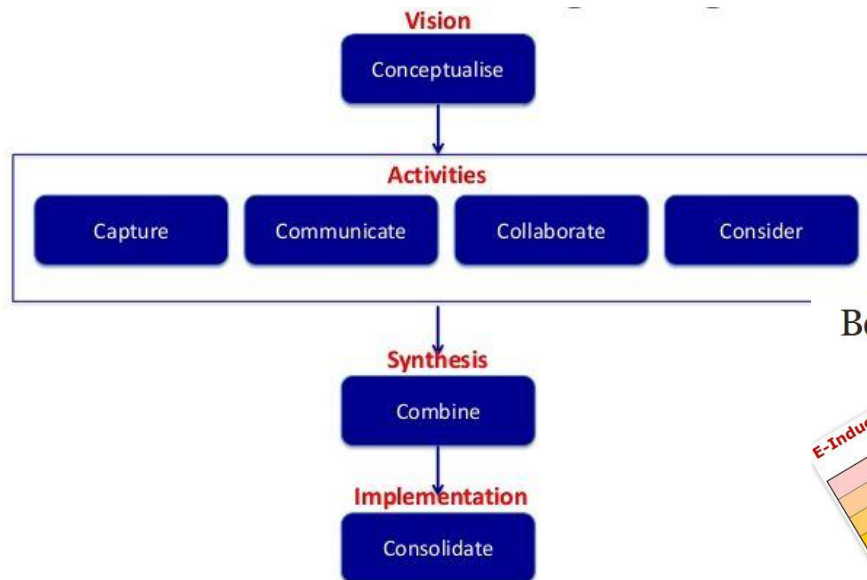 Vision
Conceptualise
Activities
Capture Communicate Collaborate Consider
Synthesis
Combine
Implementation
Consolidate